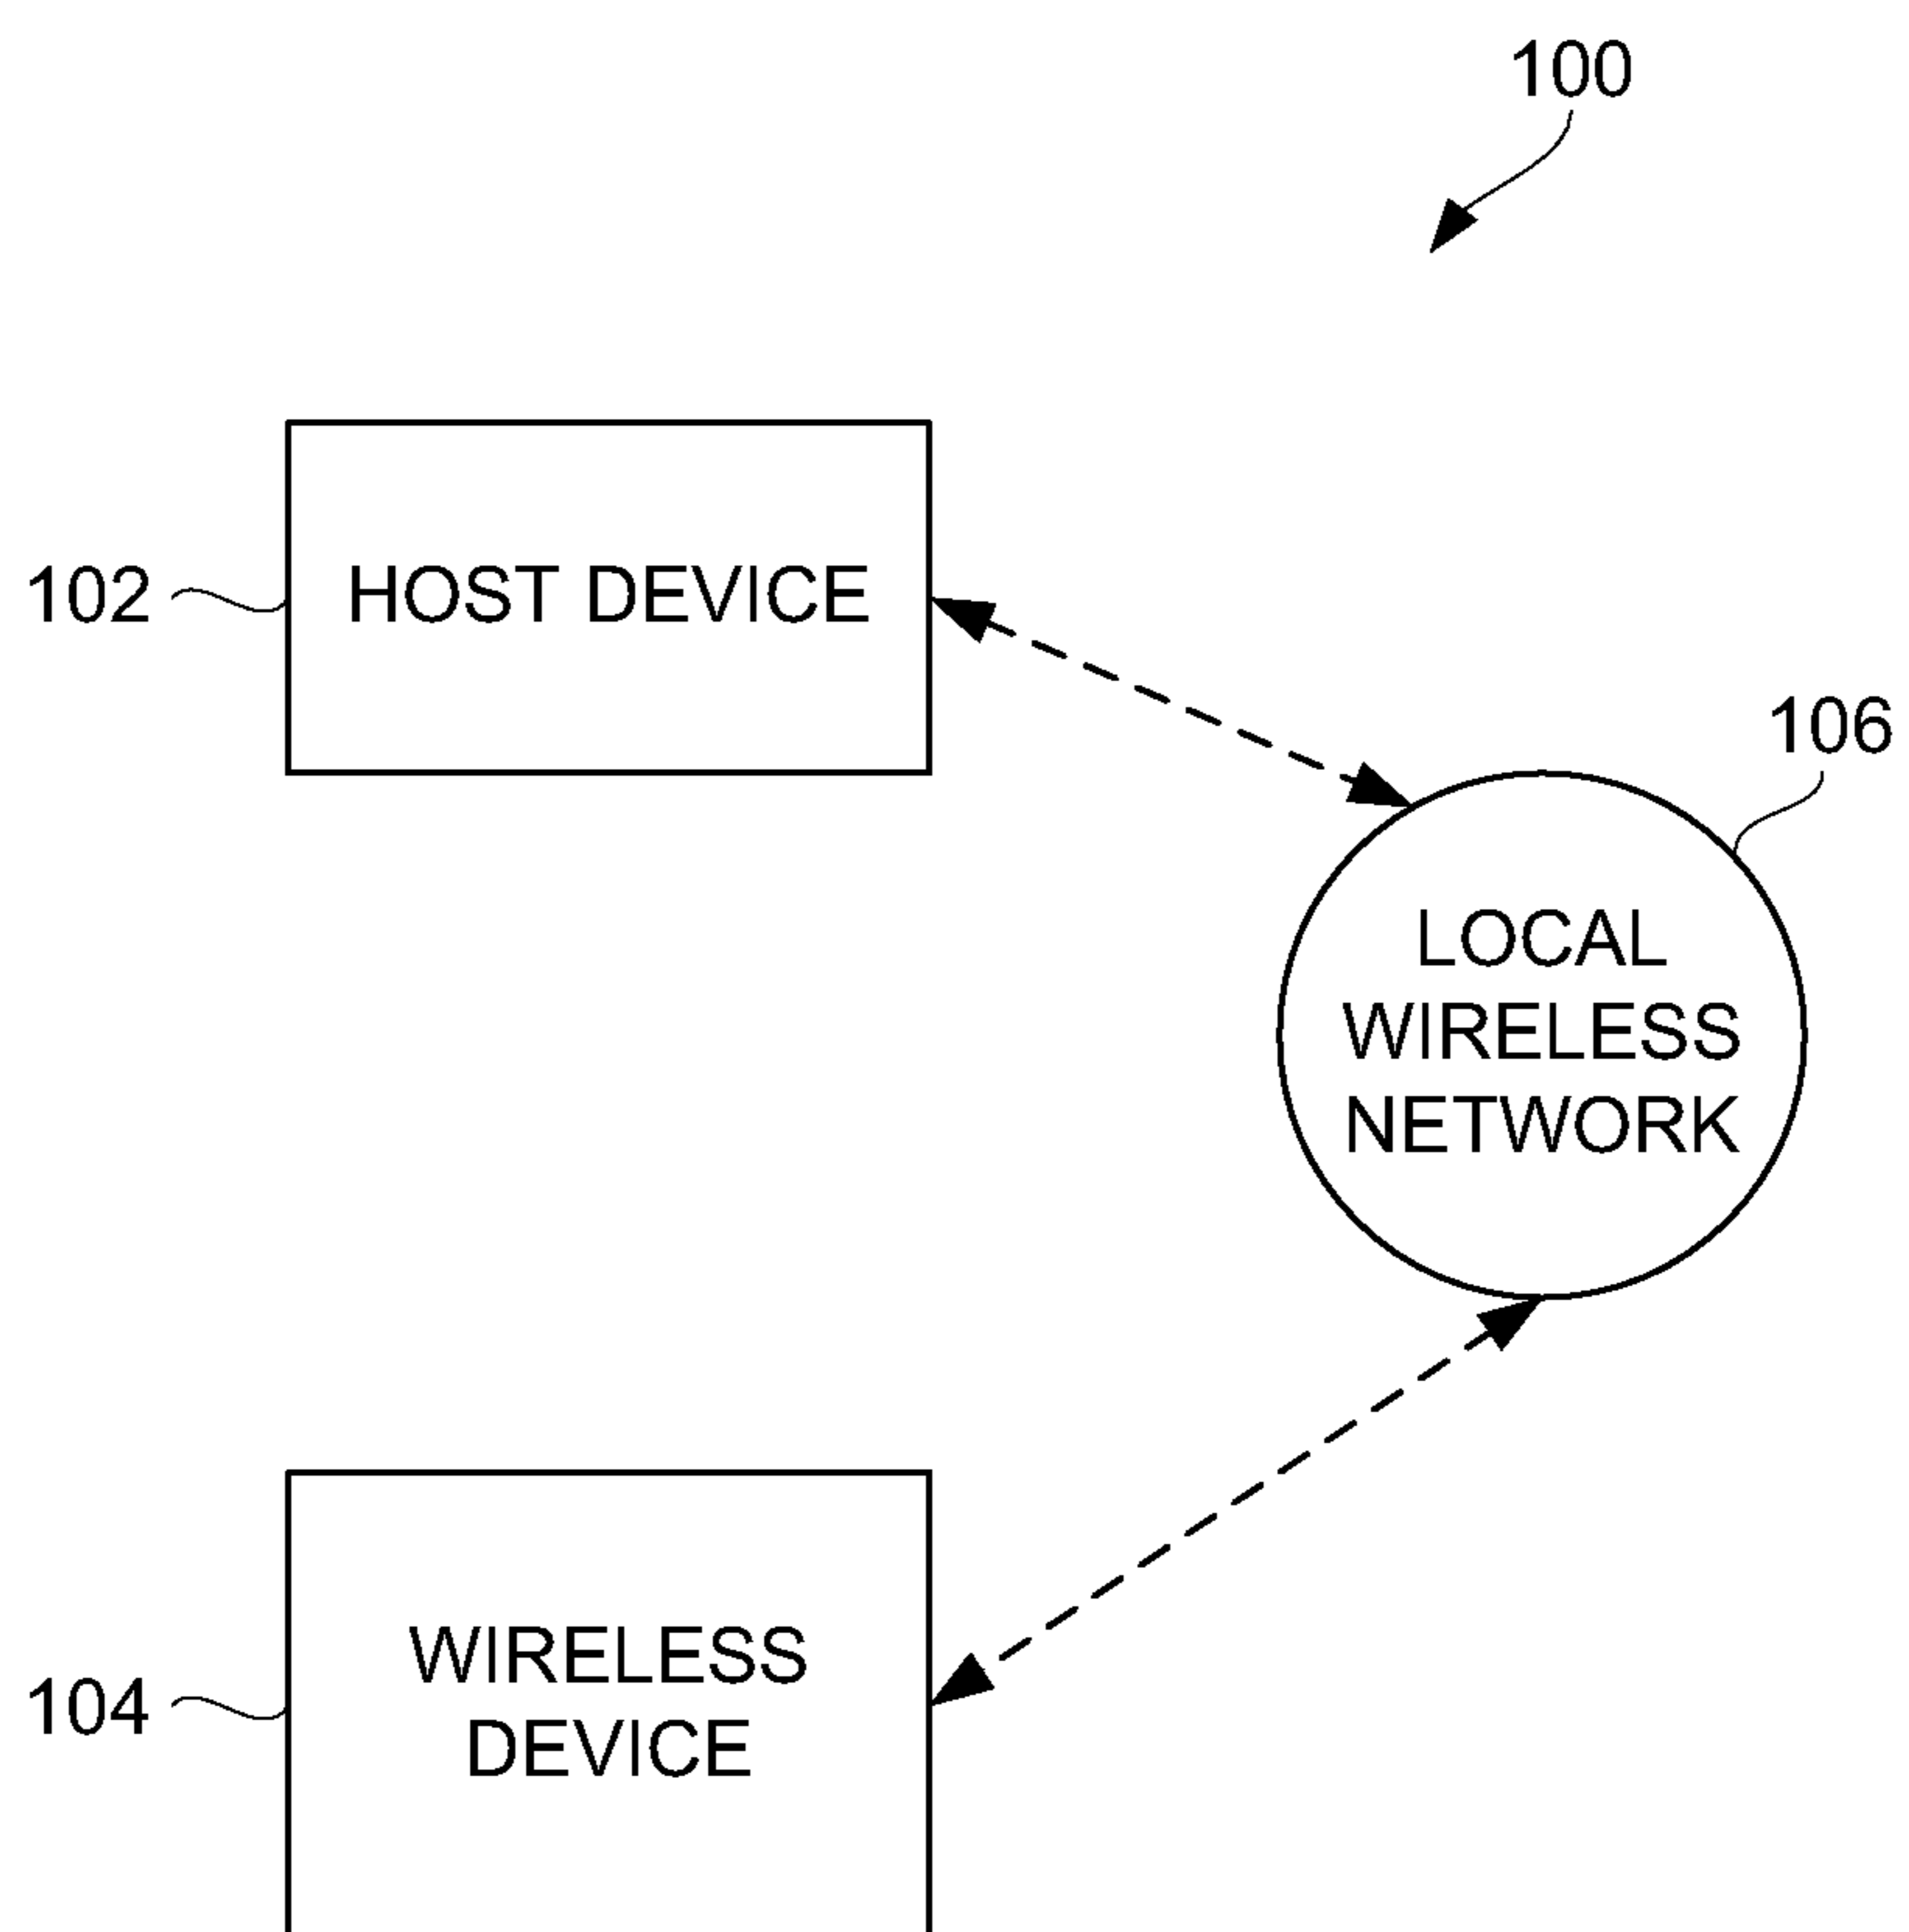 100
102
HOST DEVICE
106
LOCAL
WIRELESS
NETWORK
104
WIRELESS
DEVICE